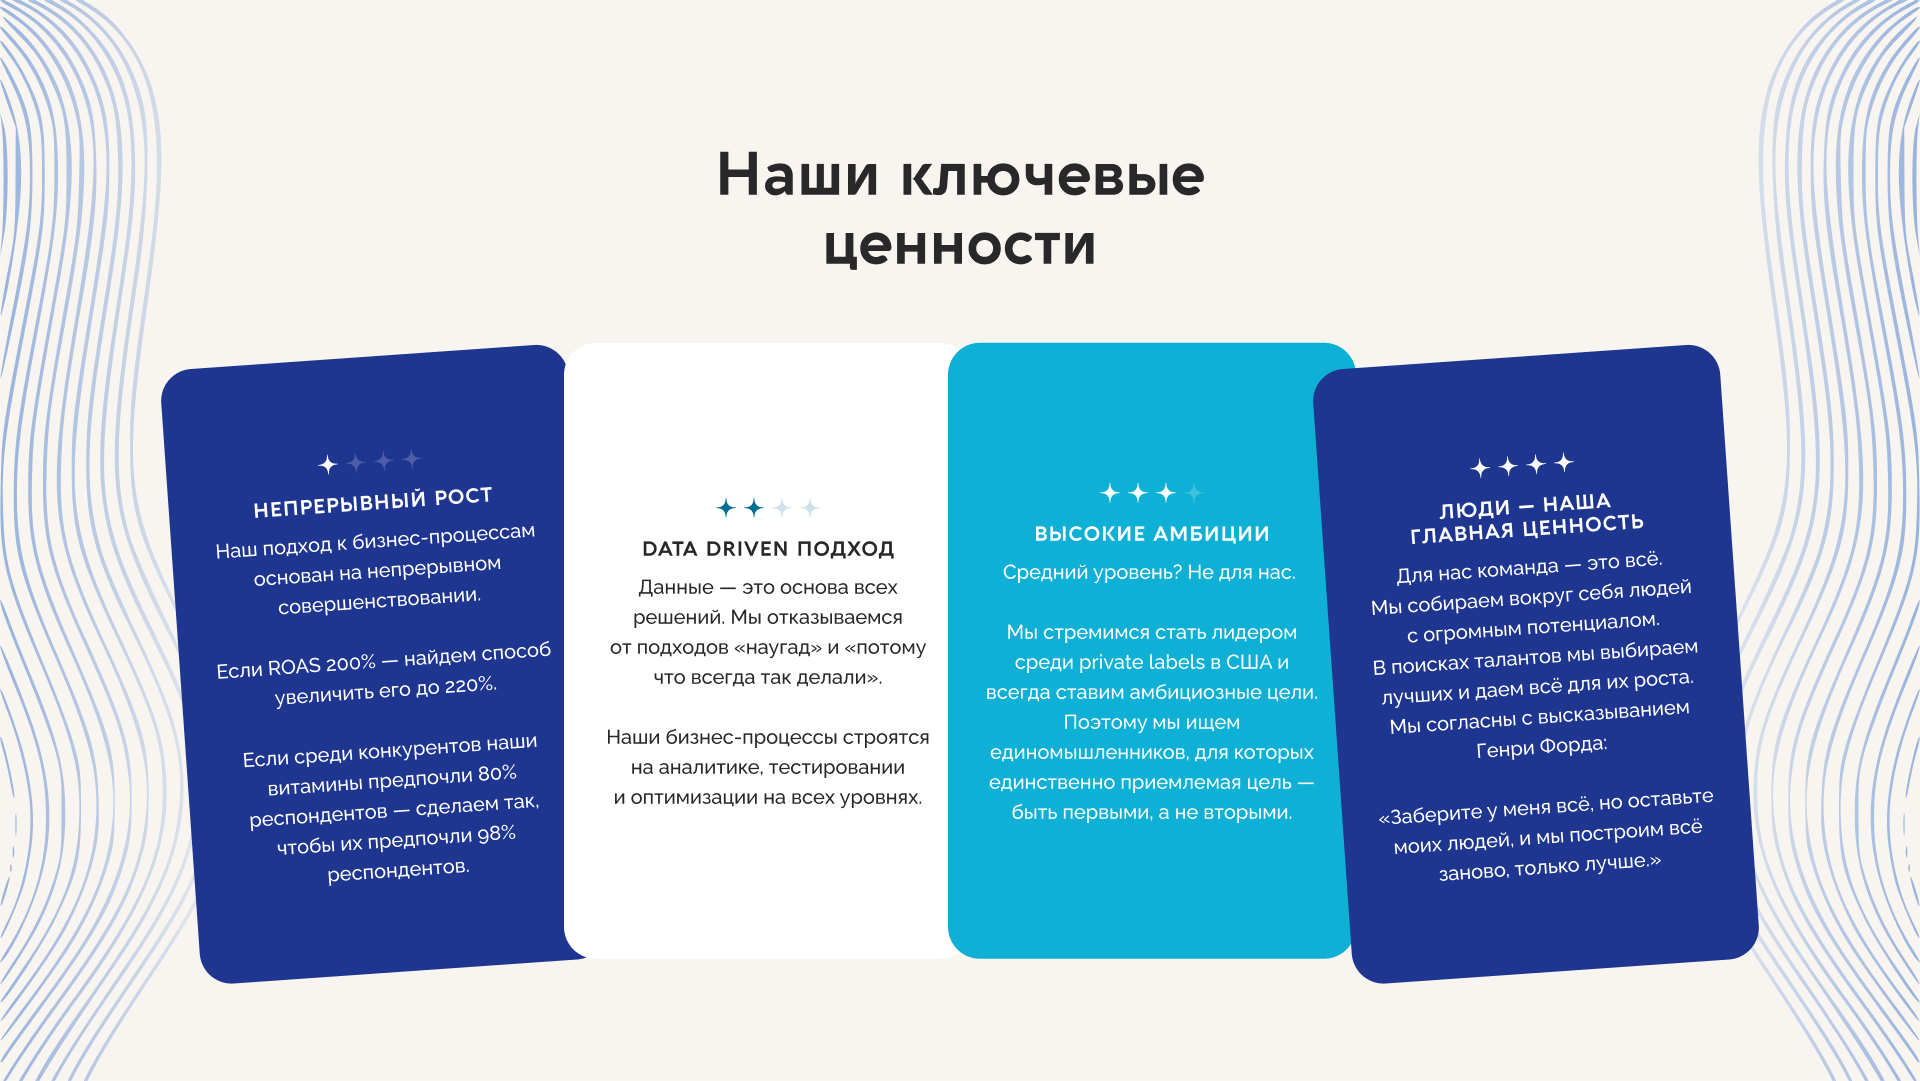 Наши ключевые
ценности
НЕПРЕРЫВНЫЙ РОСТ
Наш подход к бизнес-процессам
основан на непрерывном
совершенствовании.
Если ROAS 200% — найдем способ
увеличить его до 220%.
Если среди конкурентов наши
витамины предпочли 80%
респондентов — сделаем так,
чтобы их предпочли 98%
респондентов.
DATA DRIVEN ПОДХОД
Данные — это основа всех
решений. Мы отказываемся
от подходов «наугад» и «потому
что всегда так делали».
Наши бизнес-процессы строятся
на аналитике, тестировании
и оптимизации на всех уровнях.
ВЫСОКИЕ АМБИЦИИ
Средний уровень? Не для нас.
Мы стремимся стать лидером
среди private labels в США и
всегда ставим амбициозные цели.
Поэтому мы ищем
единомышленников, для которых
единственно приемлемая цель —
быть первыми, а не вторыми.
ЛЮДИ — НАША
ГЛАВНАЯ ЦЕННОСТЬ
Для нас команда — это всё.
Мы собираем вокруг себя людей
с огромным потенциалом.
В поисках талантов мы выбираем
лучших и даем всё для их роста.
Мы согласны с высказыванием
Генри Форда:
«Заберите у меня всё, но оставьте
моих людей, и мы построим всё
заново, только лучше.»